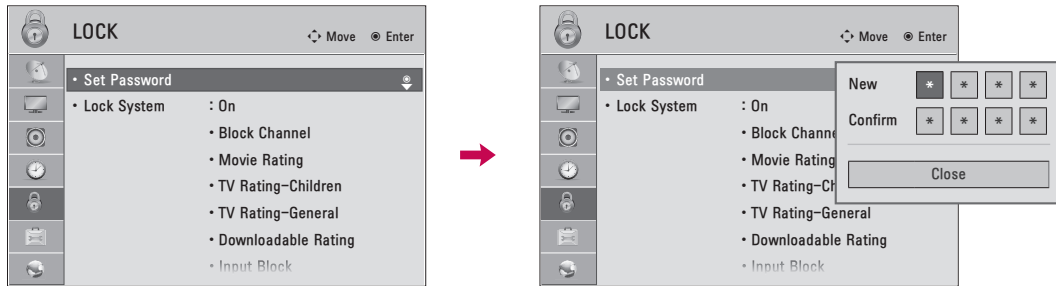 LOCK
Move Enter
• Set Password
• Lock System : On
• Block Channel
• Movie Rating
• TV Rating-Children
• TV Rating-General
• Downloadable Rating
• Input Block
LOCK
Move Enter
• Set Password
• Lock System : On
• Block Channe
• Movie Rating
• TV Rating-Ch
• TV Rating-General
• Downloadable Rating
• Input Block
New * * * *
Confirm * * * *
Close